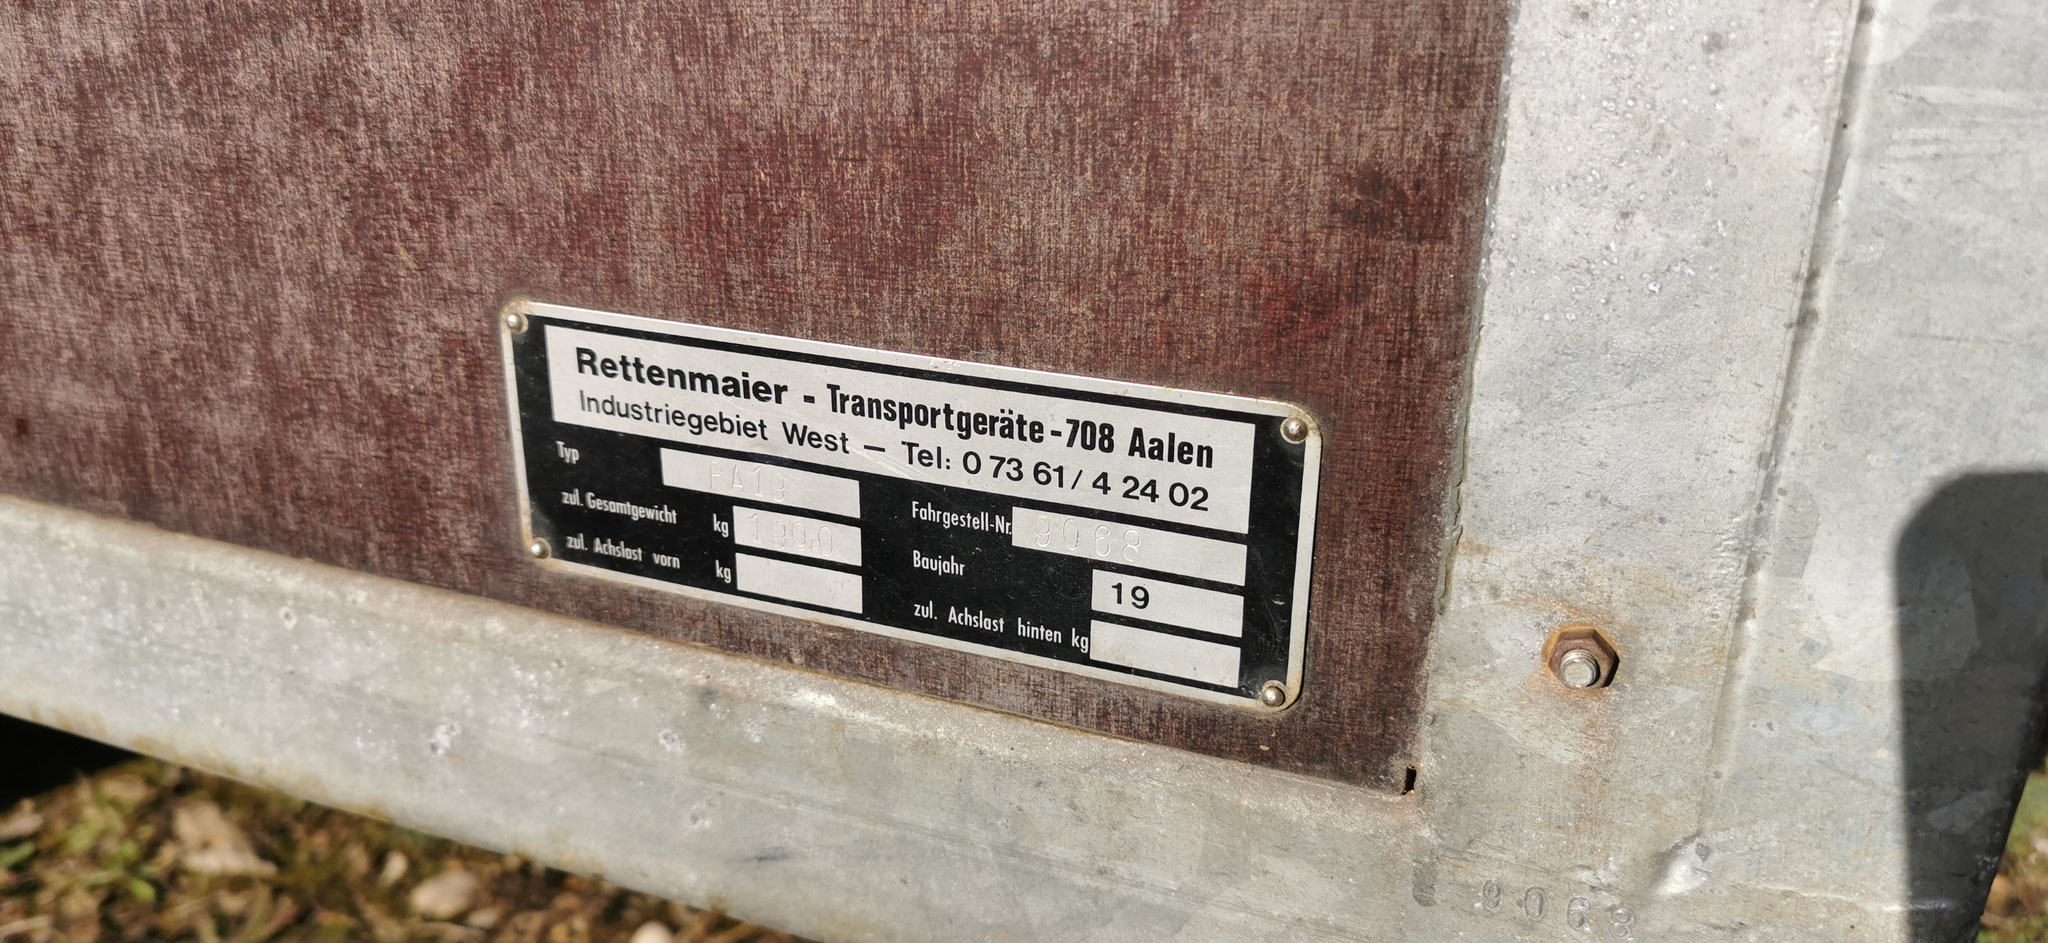 Rettenmaier - Transportgeräte - 708 Aalen
Industriegebiet West — Tel: 0 73 61 / 4 24 02
Typ
Fahrgestell-Nr. 9068
zul. Gesamtgewicht kg
Baujahr 19
zul. Achslast vorn kg
zul. Achslast hinten kg
9068